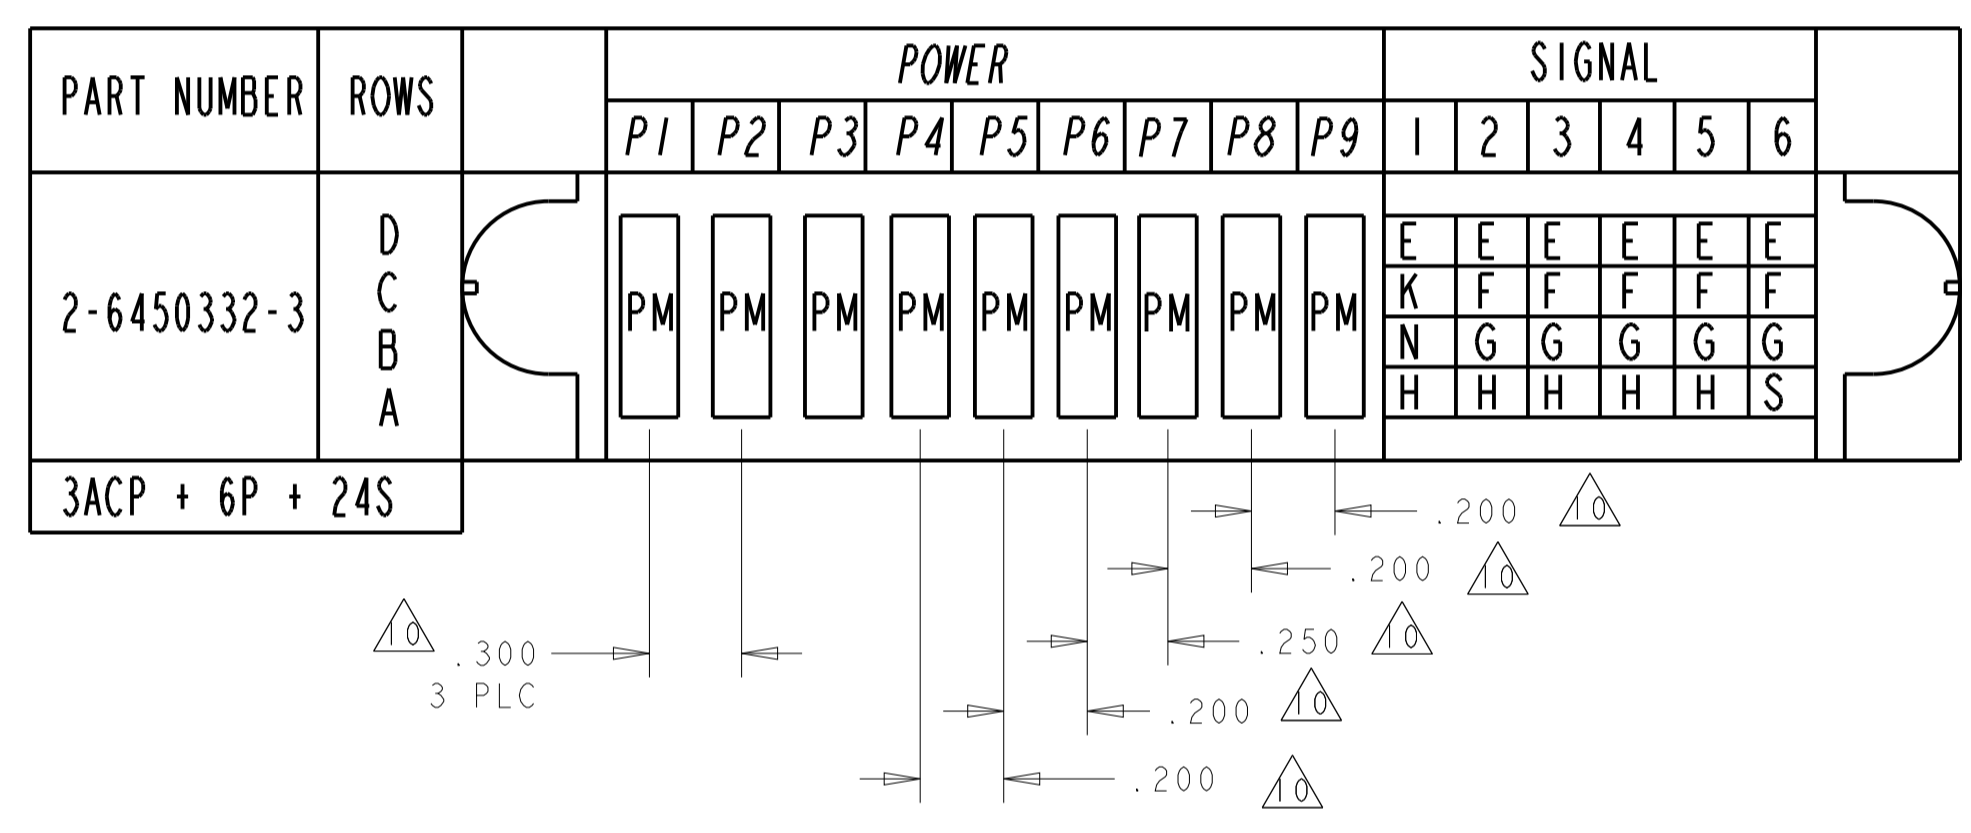 PART NUMBER ROWS POWER SIGNAL
P1 P2 P3 P4 P5 P6 P7 P8 P9 1 2 3 4 5 6
2-6450332-3
D
C
B
A
PM PM PM PM PM PM PM PM PM
E E E E E E
K F F F F F
N G G G G G
H H H H H S
3ACP + 6P + 24S
.200 10
.200 10
.250 10
10 .300
3 PLC
.200 10
.200 10